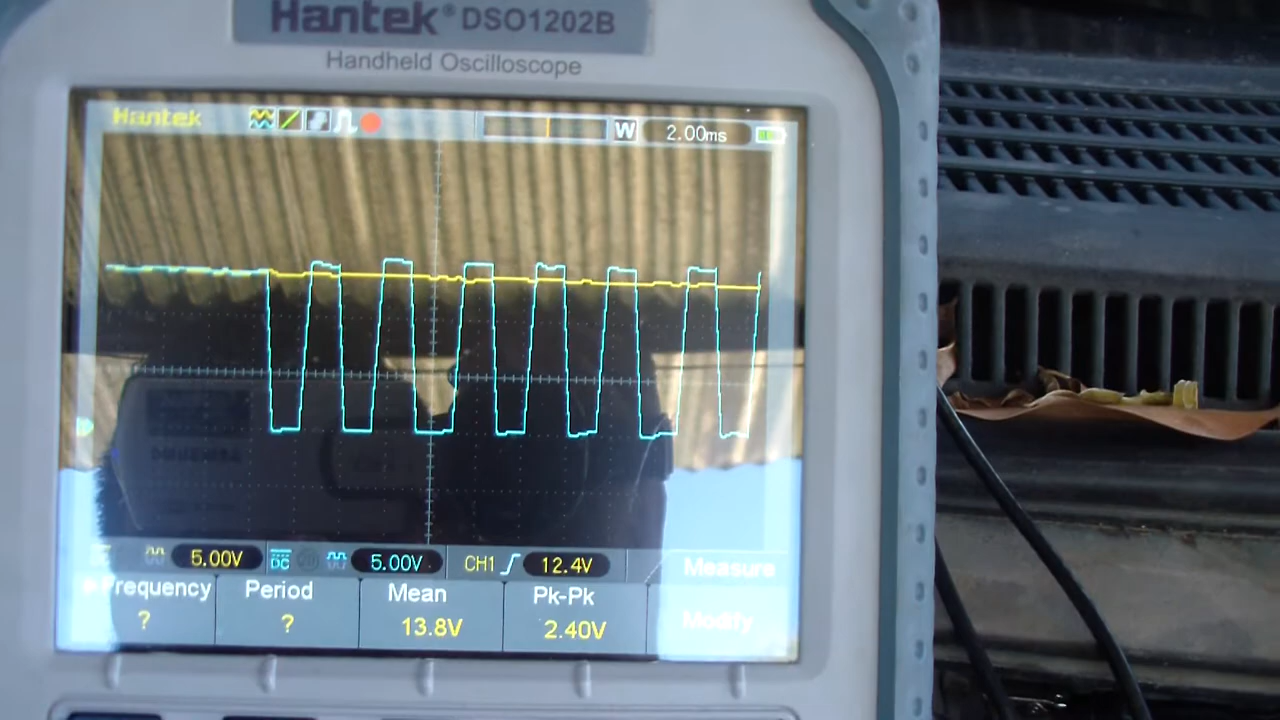 Hantek® DSO1202B
Handheld Oscilloscope
Hantek W 2.00ms
5.00V DC 5.00V CH1 12.4V Measure
Frequency Period Mean Pk-Pk
? ? 13.8V 2.40V Modify